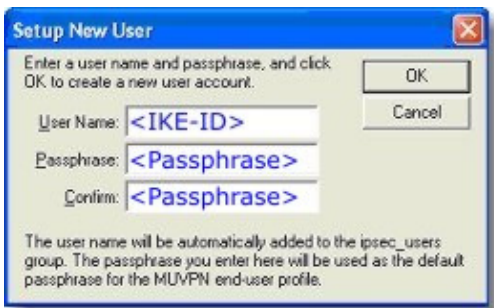 Setup New User
Enter a user name and passphrase, and click
OK to create a new user account.
OK
Cancel
User Name: <IKE-ID>
Passphrase: <Passphrase>
Confirm: <Passphrase>
The user name will be automatically added to the ipsec_users
group. The passphrase you enter here will be used as the default
passphrase for the MUVPN end-user profile.